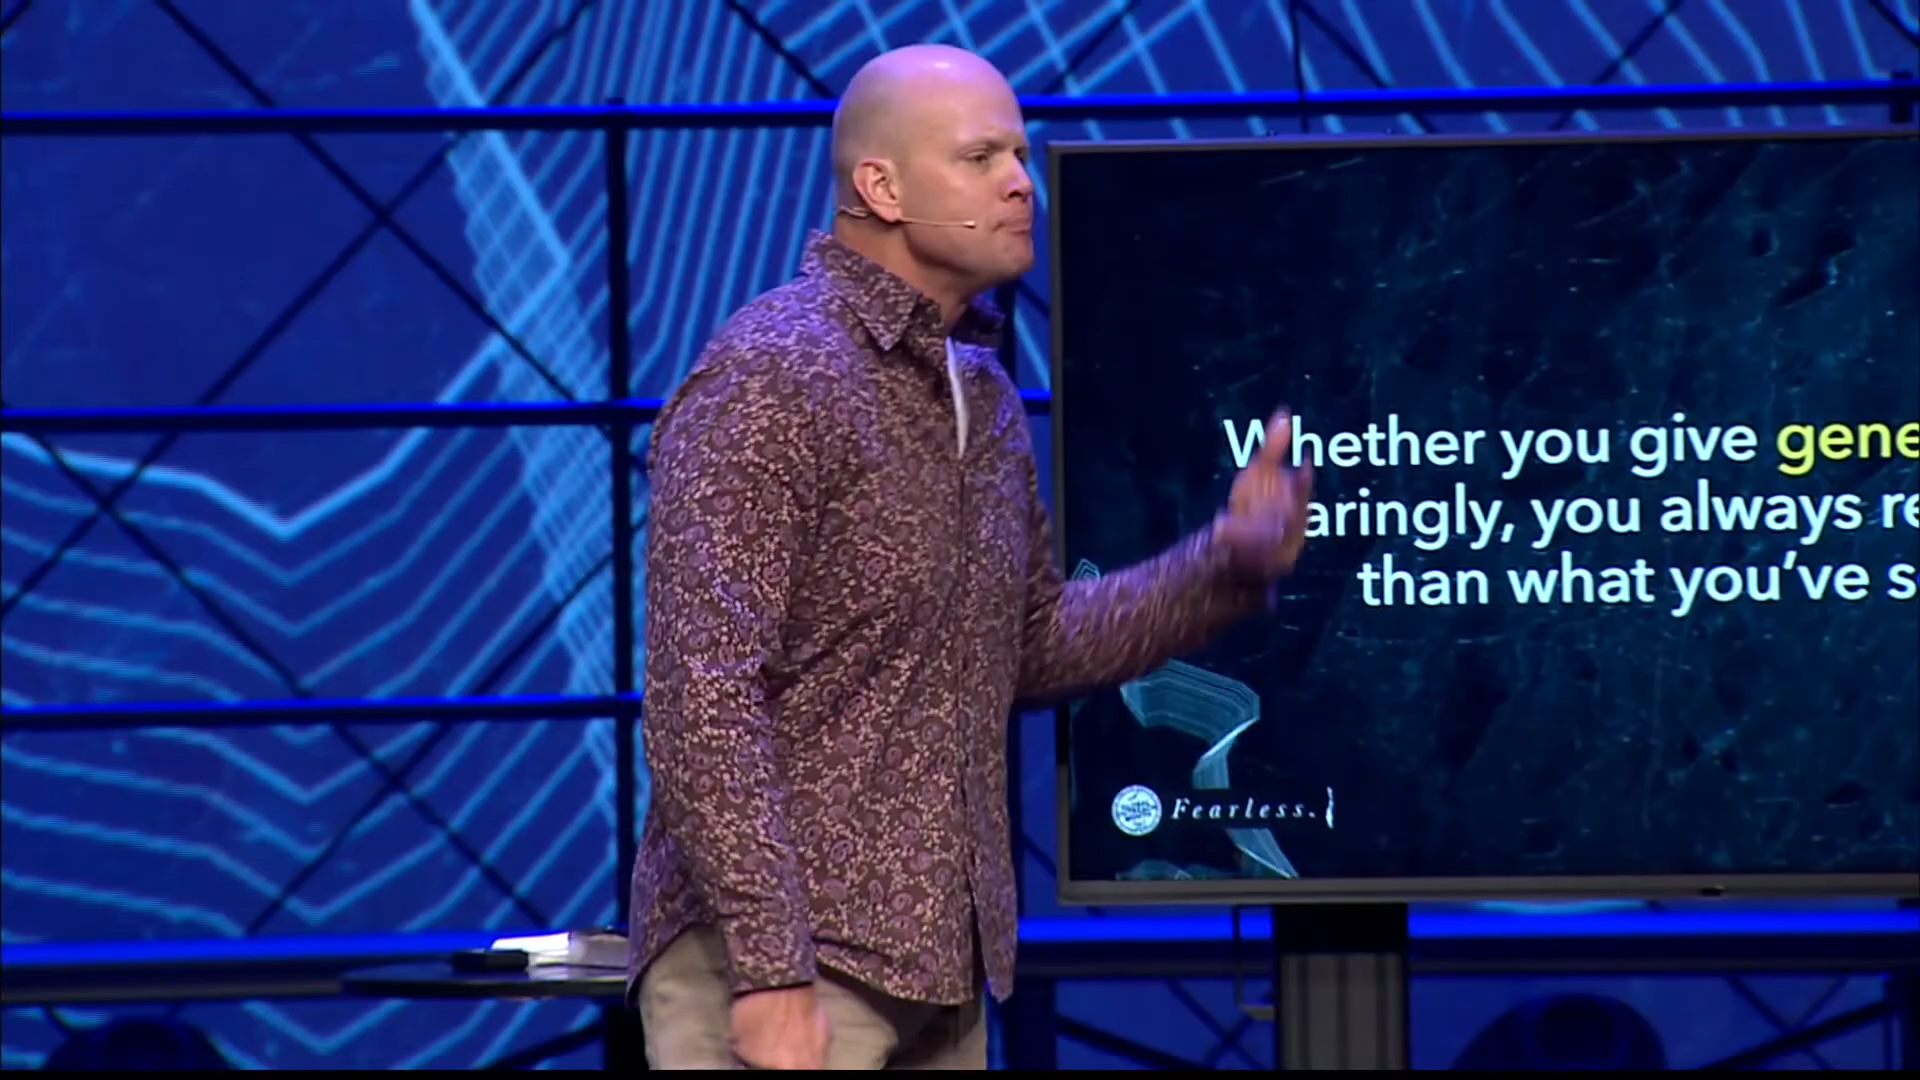 Whether you give gene
aringly, you always re
than what you've s
Fearless.